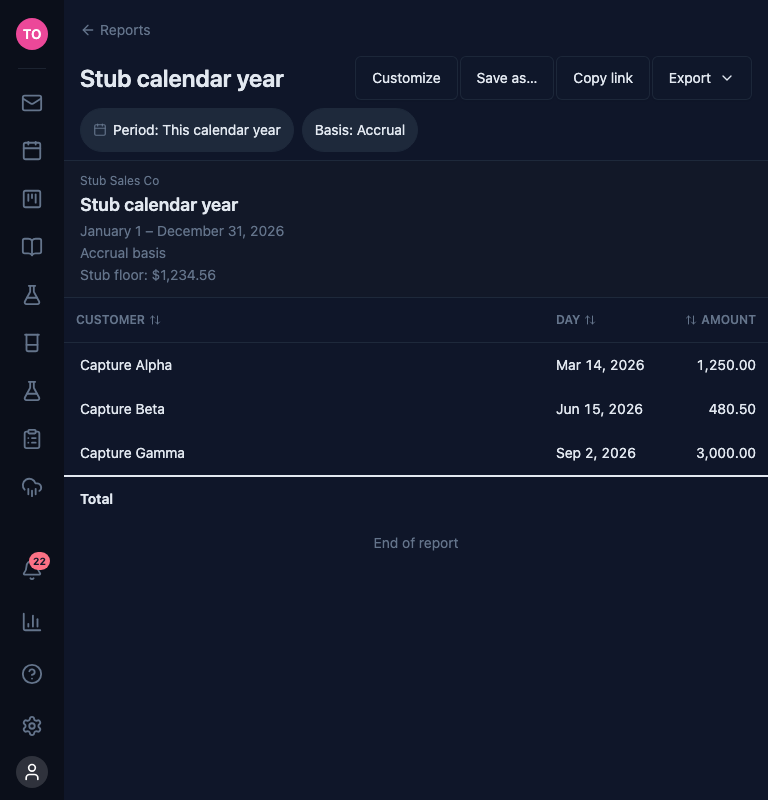 TO
← Reports
Stub calendar year
Customize
Save as...
Copy link
Export
Period: This calendar year
Basis: Accrual
Stub Sales Co
Stub calendar year
January 1 – December 31, 2026
Accrual basis
Stub floor: $1,234.56
CUSTOMER ↑↓ DAY ↑↓ ↑↓ AMOUNT
Capture Alpha Mar 14, 2026 1,250.00
Capture Beta Jun 15, 2026 480.50
Capture Gamma Sep 2, 2026 3,000.00
Total
End of report
22